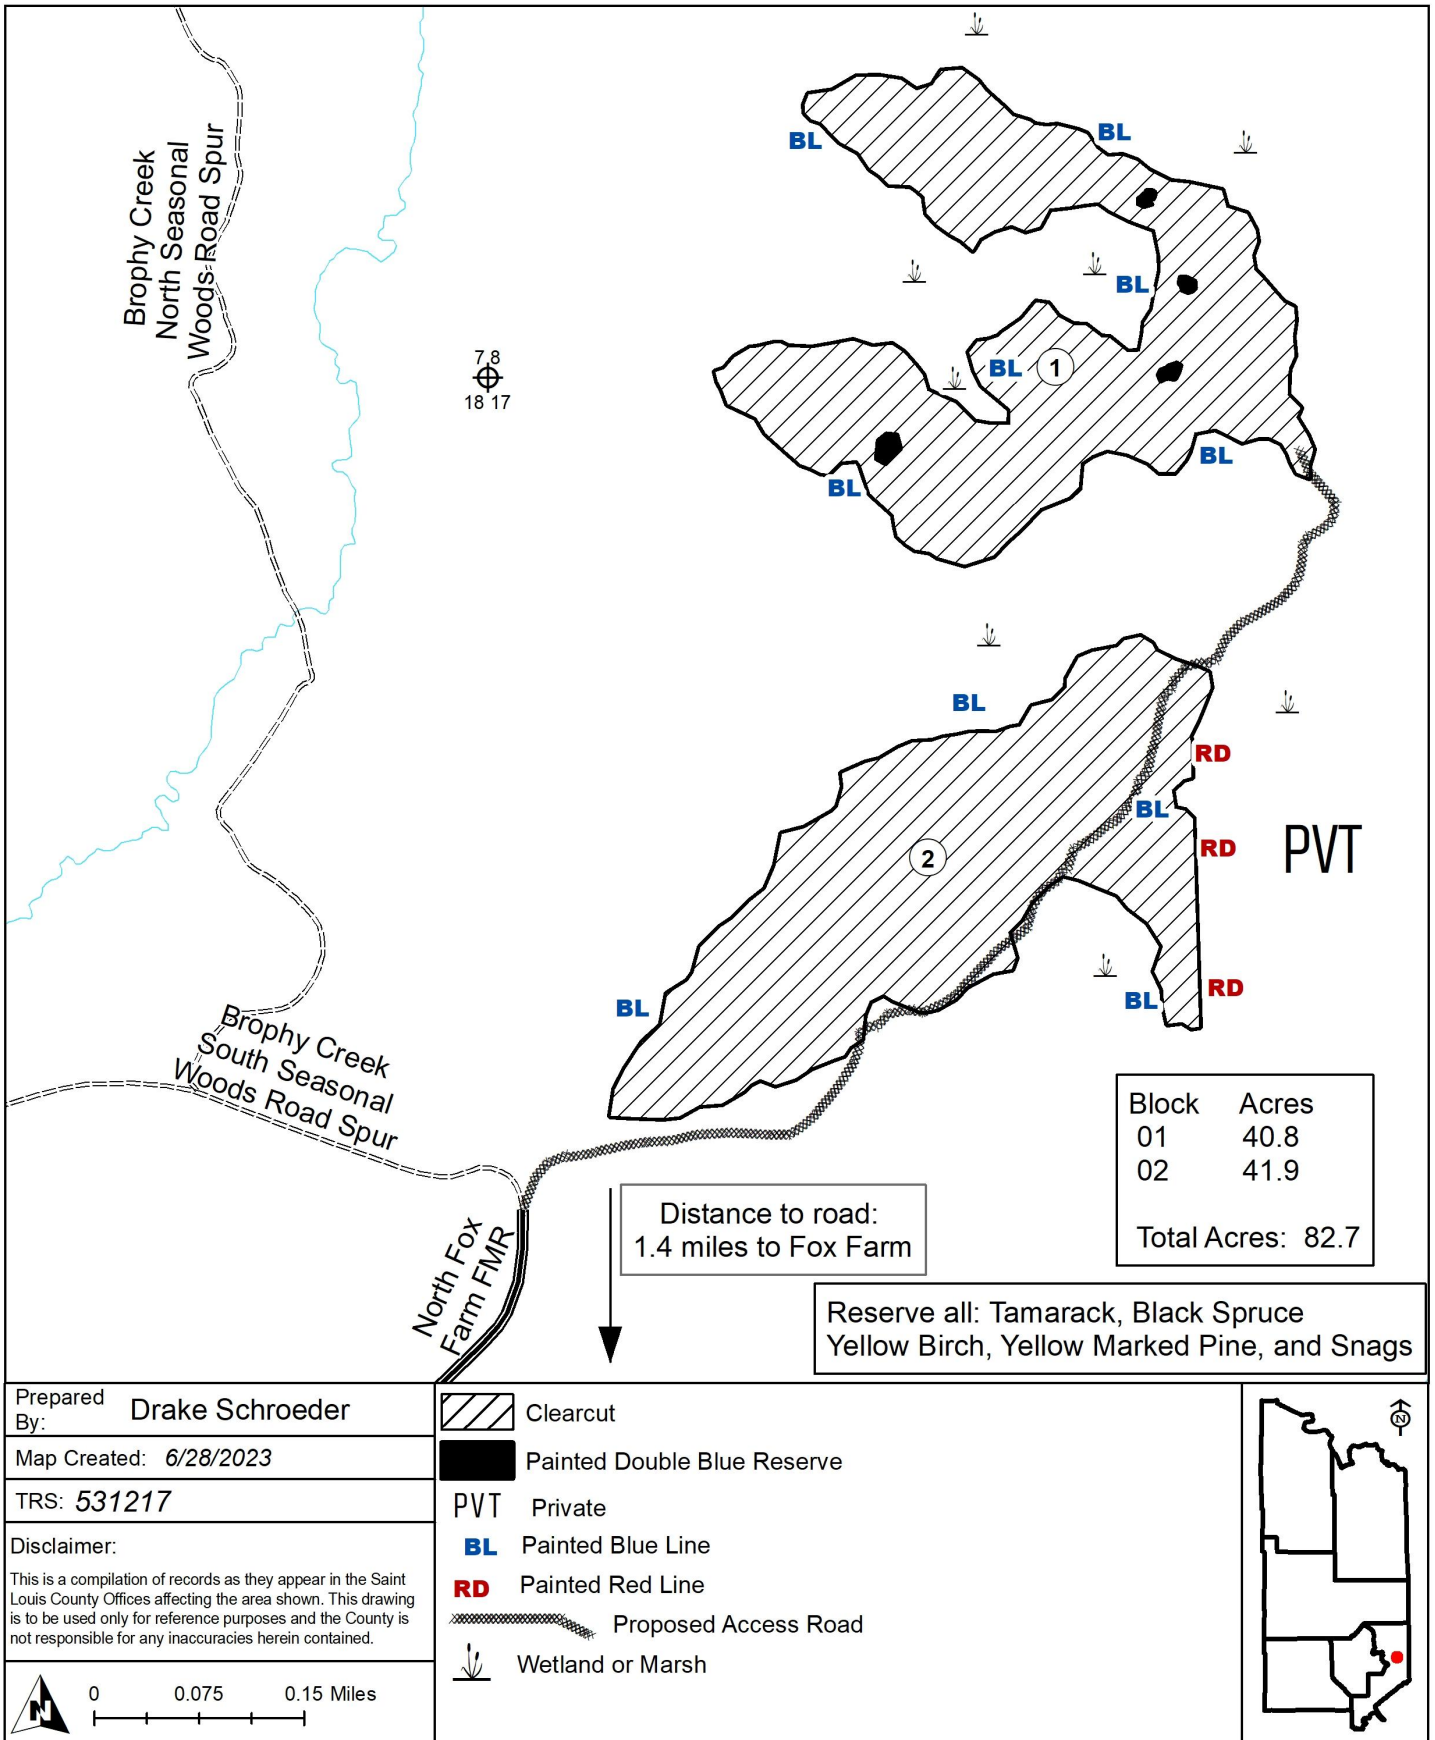 Brophy Creek
North Seasonal
Woods Road Spur
BL
BL
BL
7 8
18 17
BL
1
BL
BL
BL
RD
BL
PVT
RD
2
BL
BL
RD
Brophy Creek
South Seasonal
Woods Road Spur
Block Acres
01 40.8
02 41.9
Total Acres: 82.7
Distance to road:
1.4 miles to Fox Farm
North Fox
Farm FMR
Reserve all: Tamarack, Black Spruce
Yellow Birch, Yellow Marked Pine, and Snags
Prepared
By: Drake Schroeder
Map Created: 6/28/2023
TRS: 531217
Disclaimer:
This is a compilation of records as they appear in the Saint
Louis County Offices affecting the area shown. This drawing
is to be used only for reference purposes and the County is
not responsible for any inaccuracies herein contained.
N
0 0.075 0.15 Miles
Clearcut
Painted Double Blue Reserve
PVT Private
BL Painted Blue Line
RD Painted Red Line
Proposed Access Road
Wetland or Marsh
N